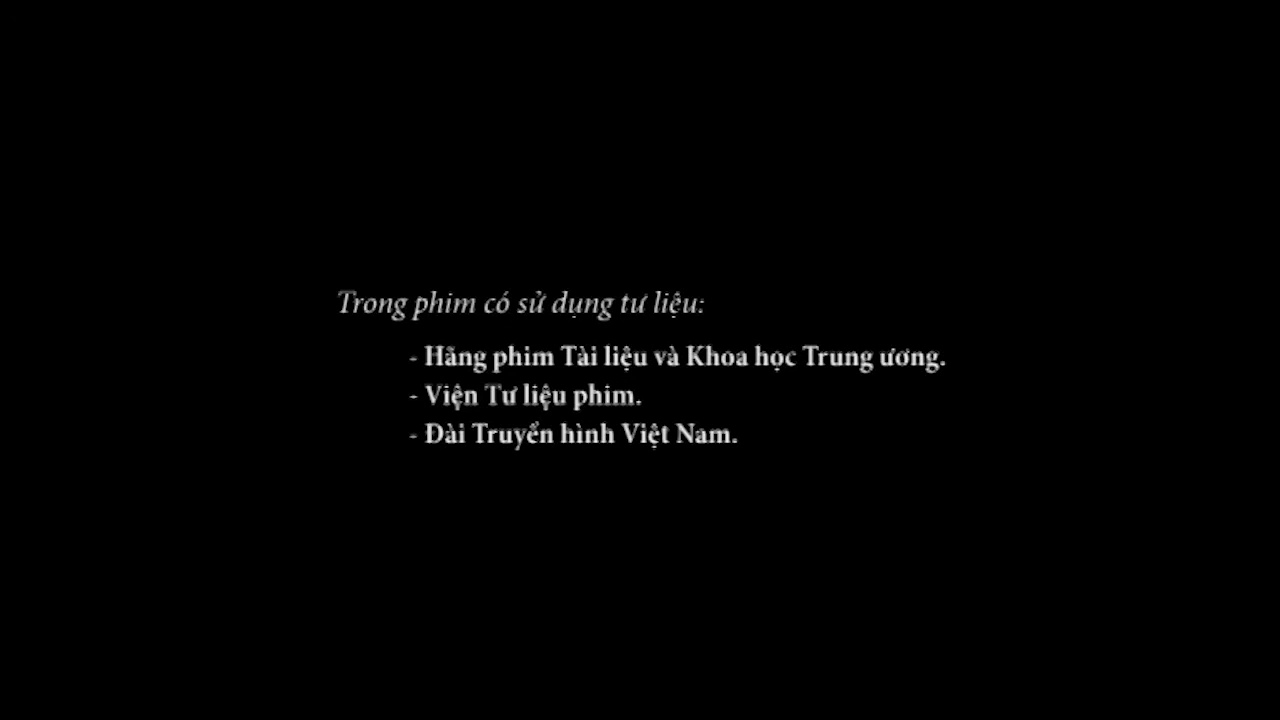 Trong phim có sử dụng tư liệu:
- Hãng phim Tài liệu và Khoa học Trung ương.
- Viện Tư liệu phim.
- Đài Truyền hình Việt Nam.